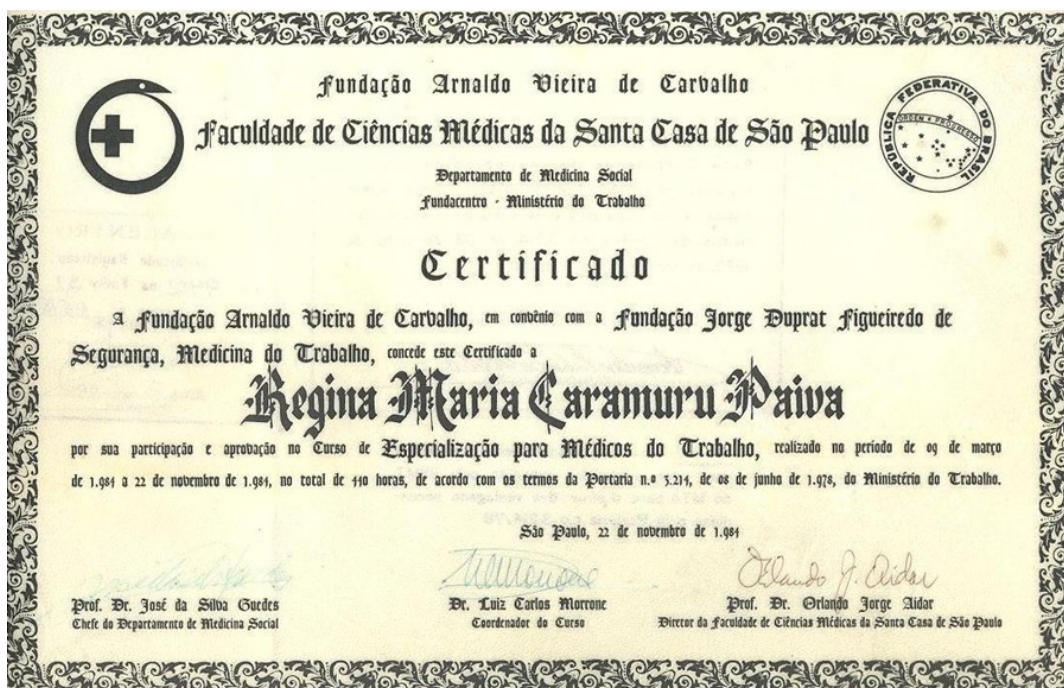 Fundação Arnaldo Vieira de Carvalho
Faculdade de Ciências Médicas da Santa Casa de São Paulo
REPUBLICA FEDERATIVA DO BRASIL
ORDEM E PROGRESSO
Departamento de Medicina Social
Fundacentro - Ministério do Trabalho
Certificado
A Fundação Arnaldo Vieira de Carvalho, em convênio com a Fundação Jorge Duprat Figueiredo de
Segurança, Medicina do Trabalho, concede este Certificado a
Regina Maria Caramuru Paiva
por sua participação e aprovação no Curso de Especialização para Médicos do Trabalho, realizado no período de 09 de março
de 1.984 a 22 de novembro de 1.984, no total de 440 horas, de acordo com os termos da Portaria n.º 3.214, de 08 de junho de 1.978, do Ministério do Trabalho.
São Paulo, 22 de novembro de 1.984
Orlando J. Aidar
Prof. Dr. José da Silva Guedes
Chefe do Departamento de Medicina Social
Dr. Luiz Carlos Morrone
Coordenador do Curso
Prof. Dr. Orlando Jorge Aidar
Diretor da Faculdade de Ciências Médicas da Santa Casa de São Paulo